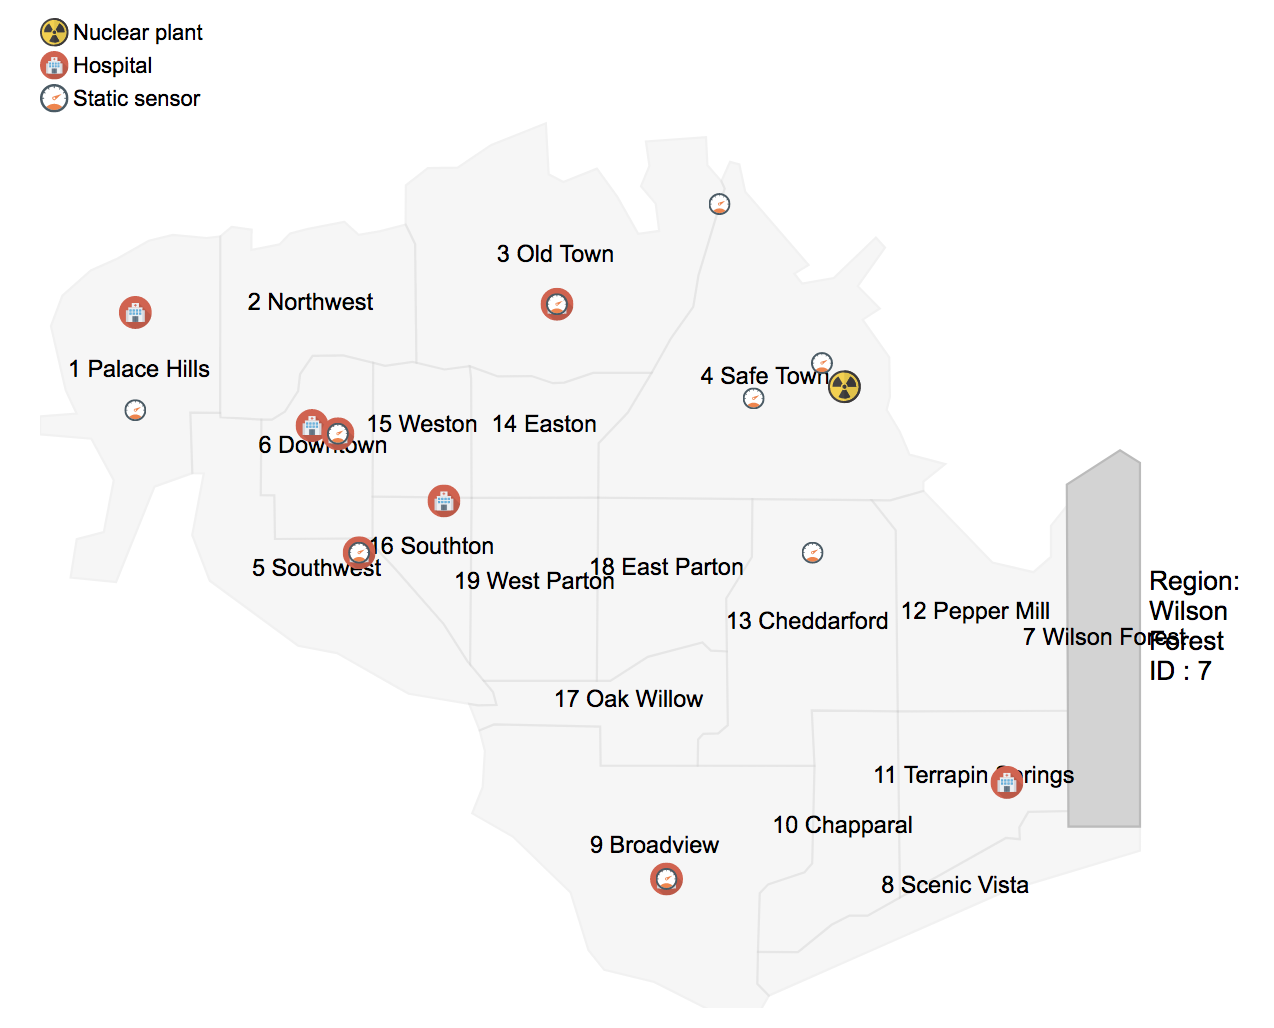 Nuclear plant
Hospital
Static sensor
3 Old Town
2 Northwest
1 Palace Hills
4 Safe Town
15 Weston
14 Easton
6 Downtown
16 Southton
5 Southwest
18 East Parton
19 West Parton
13 Cheddarford
12 Pepper Mill
7 Wilson Forest
Region:
Wilson
Forest
ID : 7
17 Oak Willow
11 Terrapin Springs
10 Chapparal
9 Broadview
8 Scenic Vista